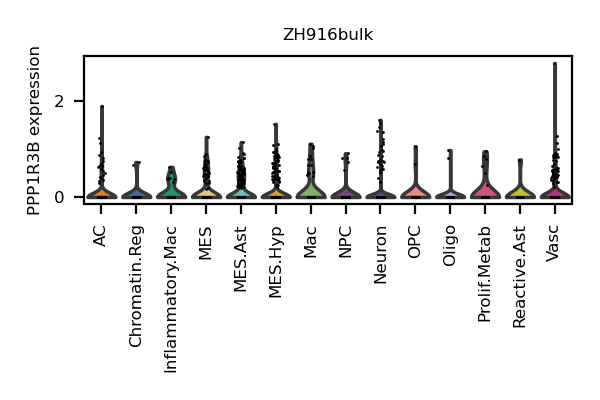 ZH916bulk
PPP1R3B expression
2
0
AC
Chromatin.Reg
Inflammatory.Mac
MES
MES.Ast
MES.Hyp
Mac
NPC
Neuron
OPC
Oligo
Prolif.Metab
Reactive.Ast
Vasc